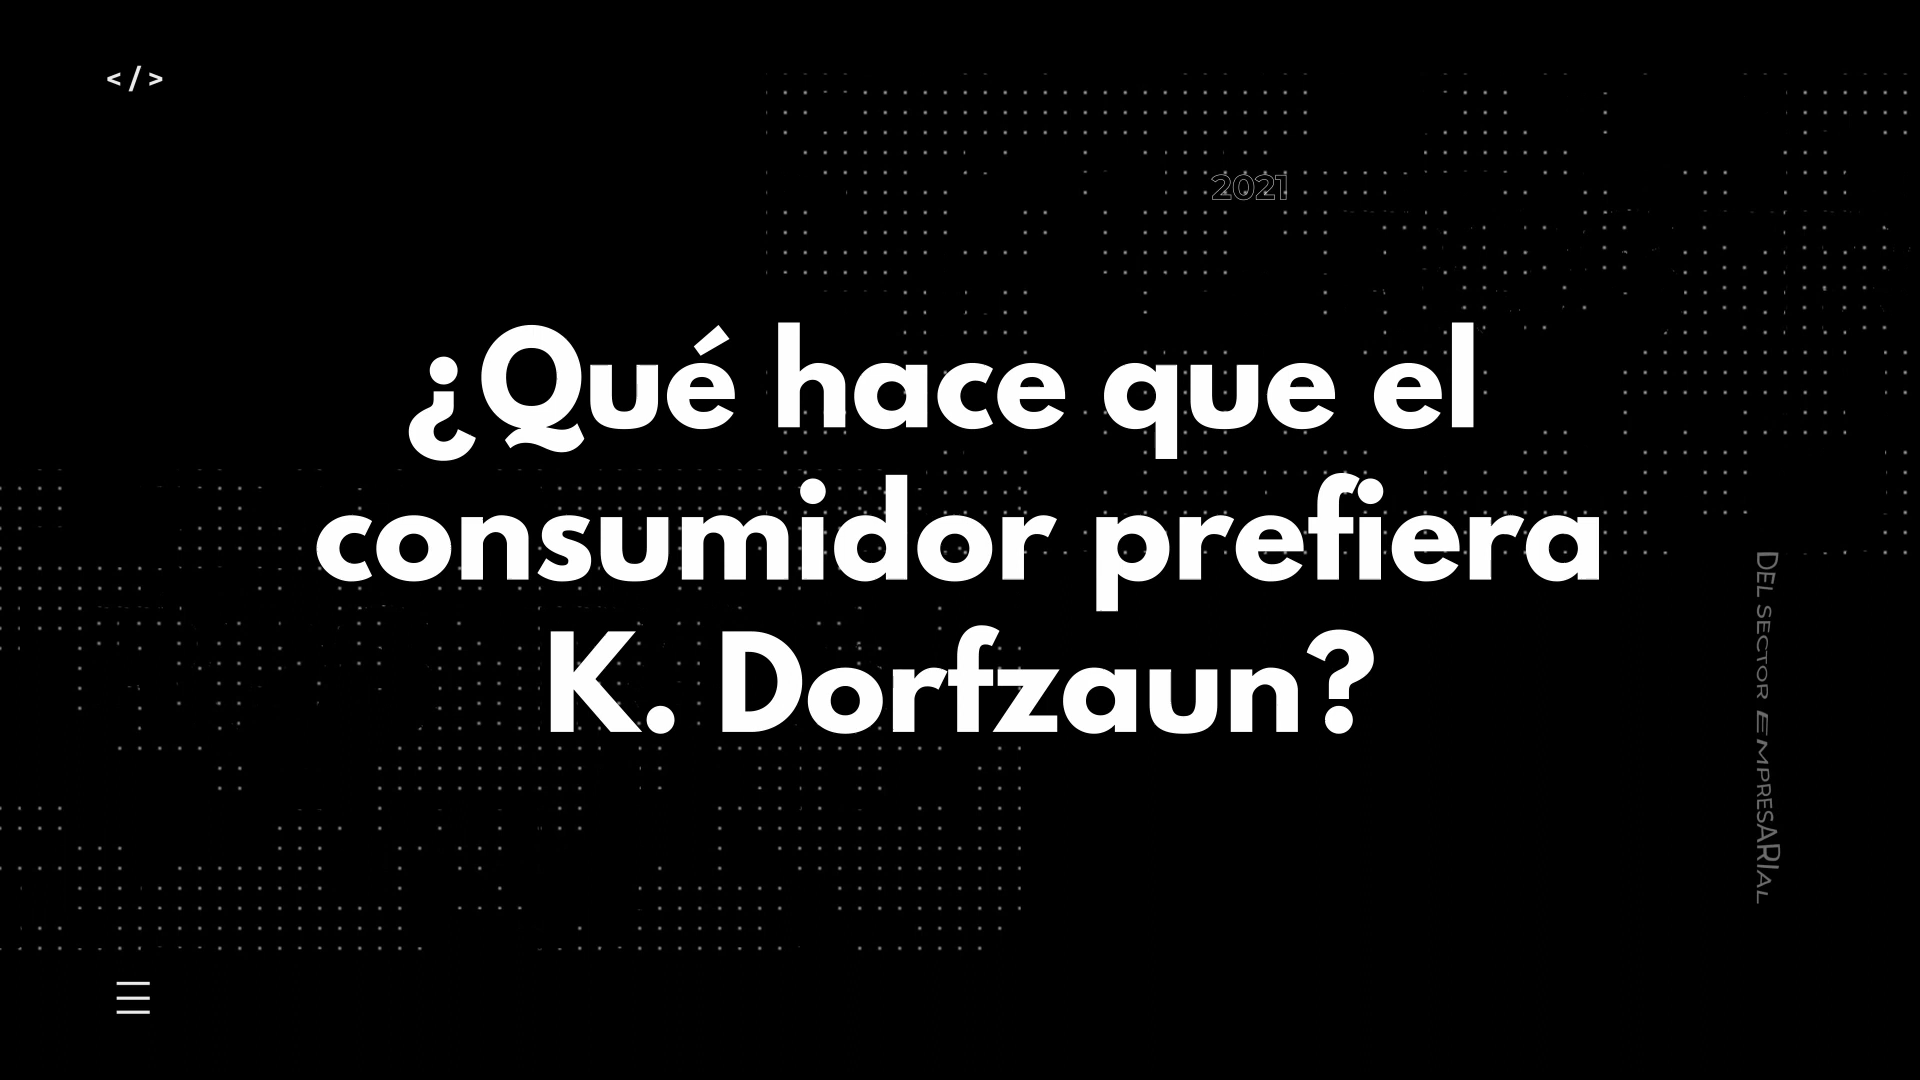 </>
2021
¿Qué hace que el
consumidor prefiera
K. Dorfzaun?
Del sector EmpresARIal